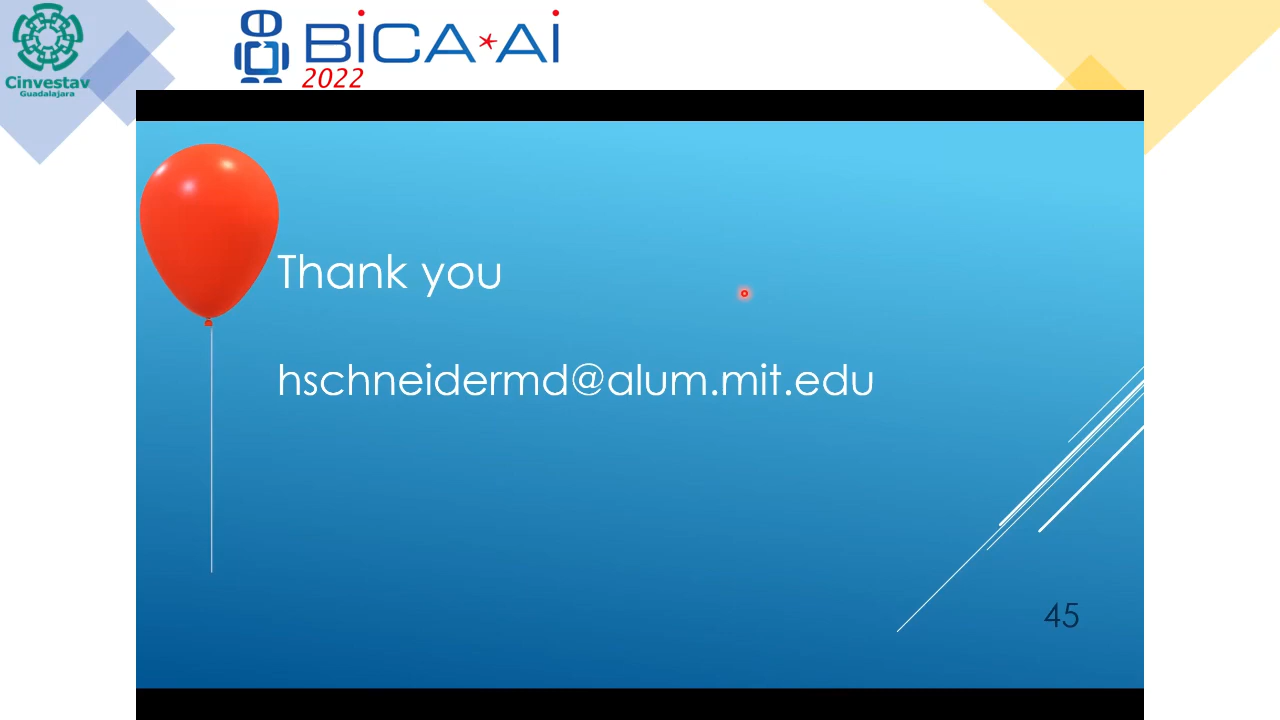 Cinvestav
Guadalajara
BiCA*Ai
2022
Thank you
hschneidermd@alum.mit.edu
45